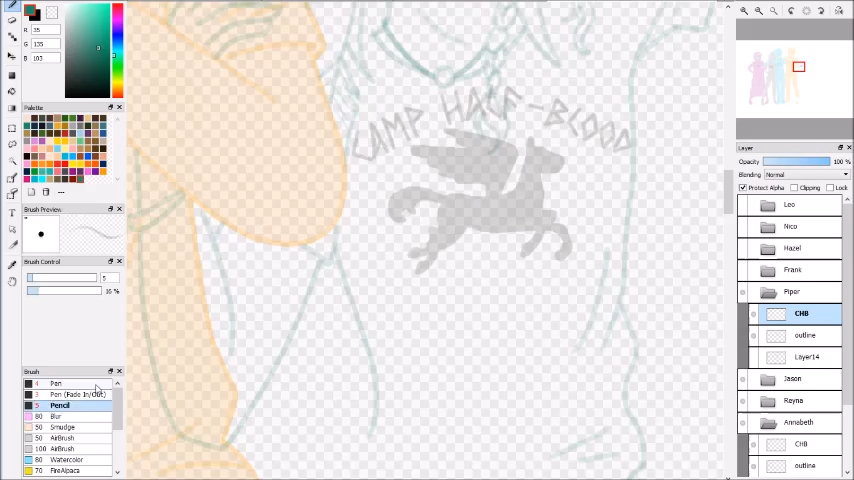 R
35
G
135
B
103
Palette
Brush Preview
Brush Control
5
16 %
Brush
4 Pen
3 Pen (Fade In/Out)
5 Pencil
80 Blur
50 Smudge
50 AirBrush
100 AirBrush
80 Watercolor
70 FireAlpaca
CAMP HALF-BLOOD
Layer
Opacity 100 %
Blending Normal
Protect Alpha Clipping Lock
Leo
Nico
Hazel
Frank
Piper
CHB
outline
Layer14
Jason
Reyna
Annabeth
CHB
outline